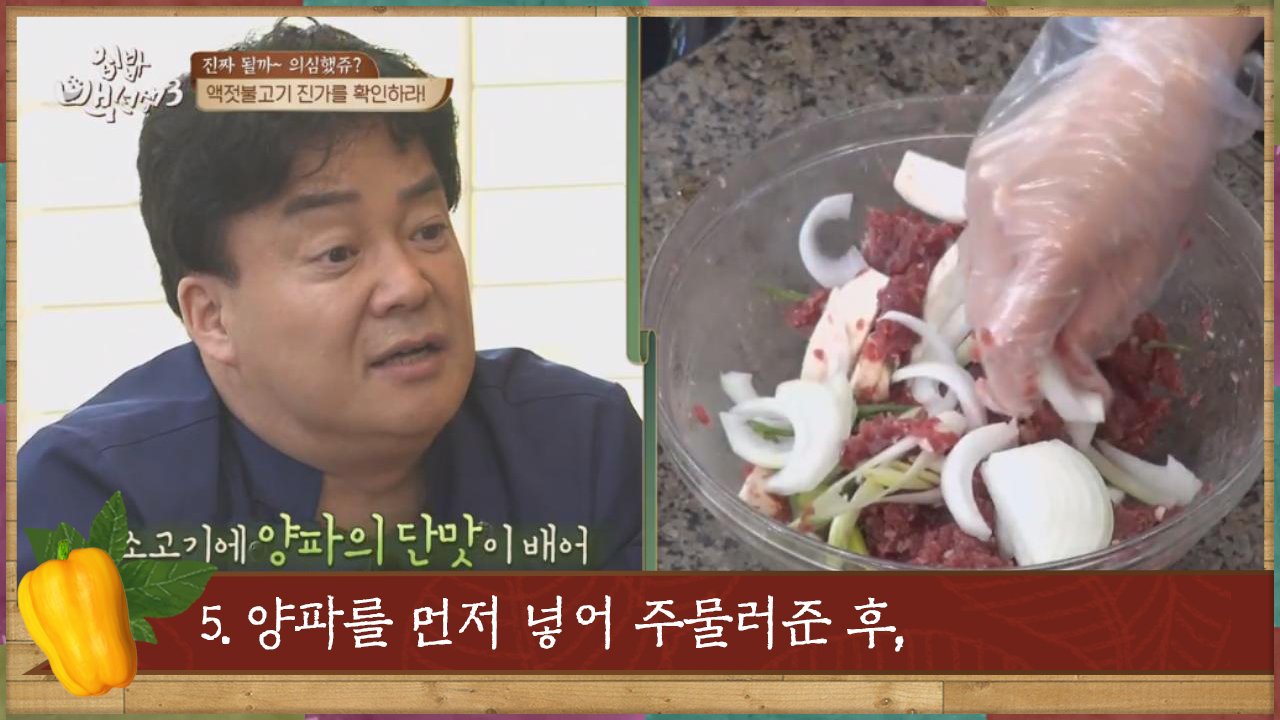 집밥
백선생3
진짜 될까~ 의심했쥬?
액젓불고기 진가를 확인하라!
소고기에 양파의 단맛이 배어
5. 양파를 먼저 넣어 주물러준 후,